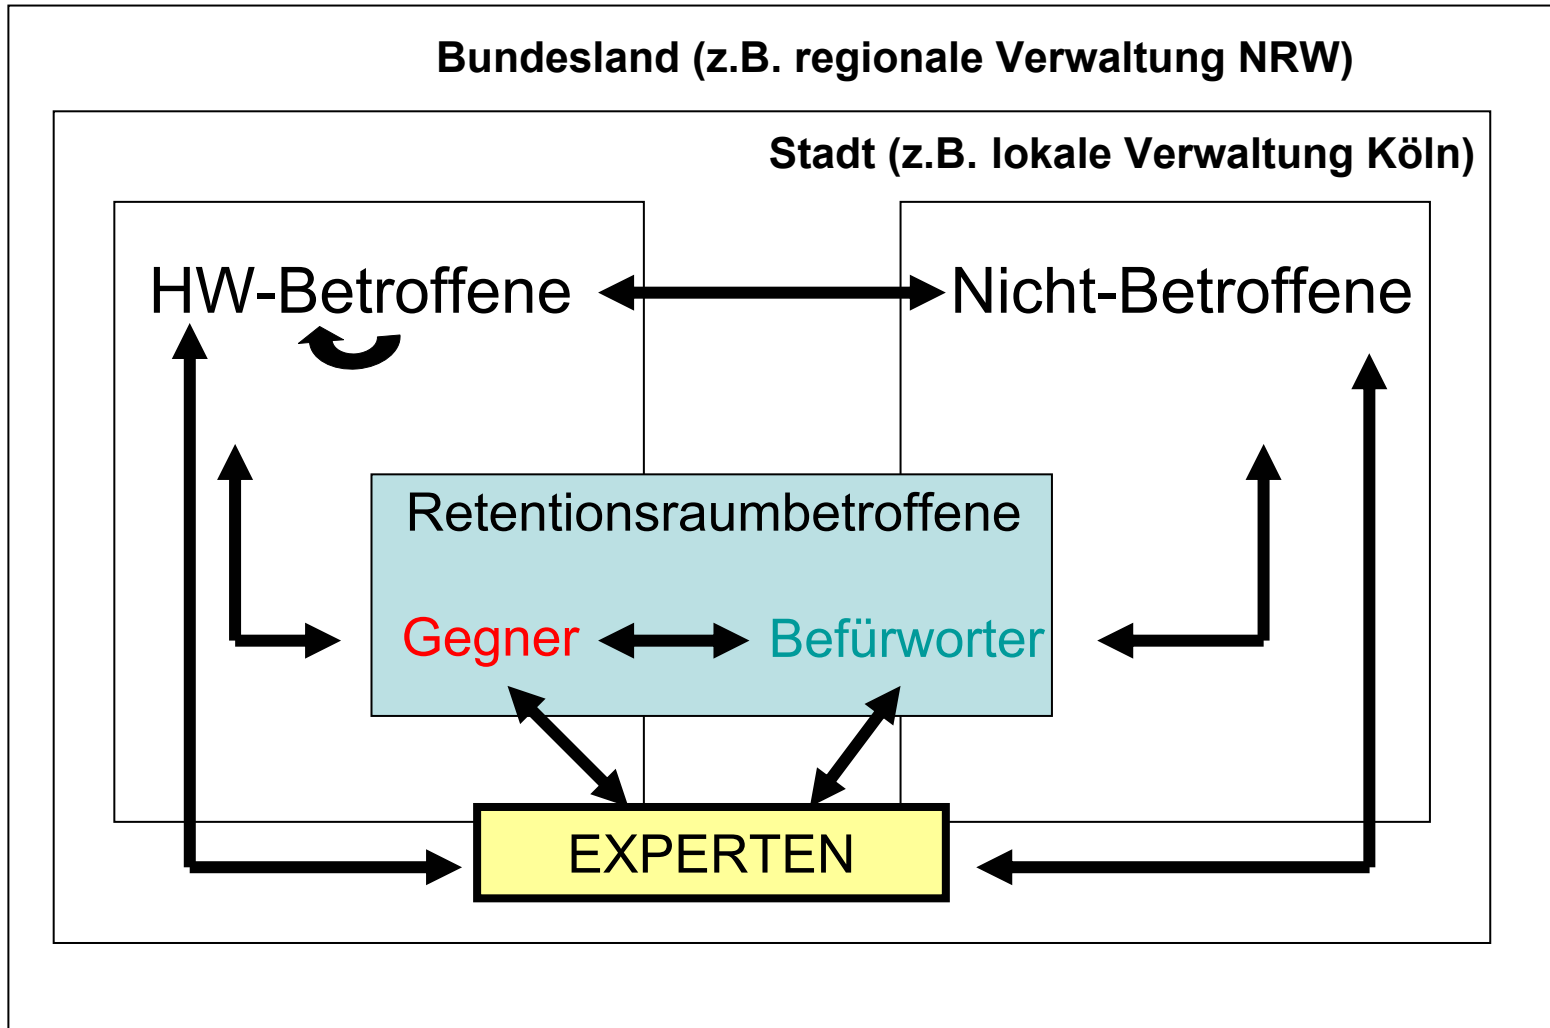 Bundesland (z.B. regionale Verwaltung NRW)
Stadt (z.B. lokale Verwaltung Köln)
HW-Betroffene
Nicht-Betroffene
Retentionsraumbetroffene
Gegner
Befürworter
EXPERTEN